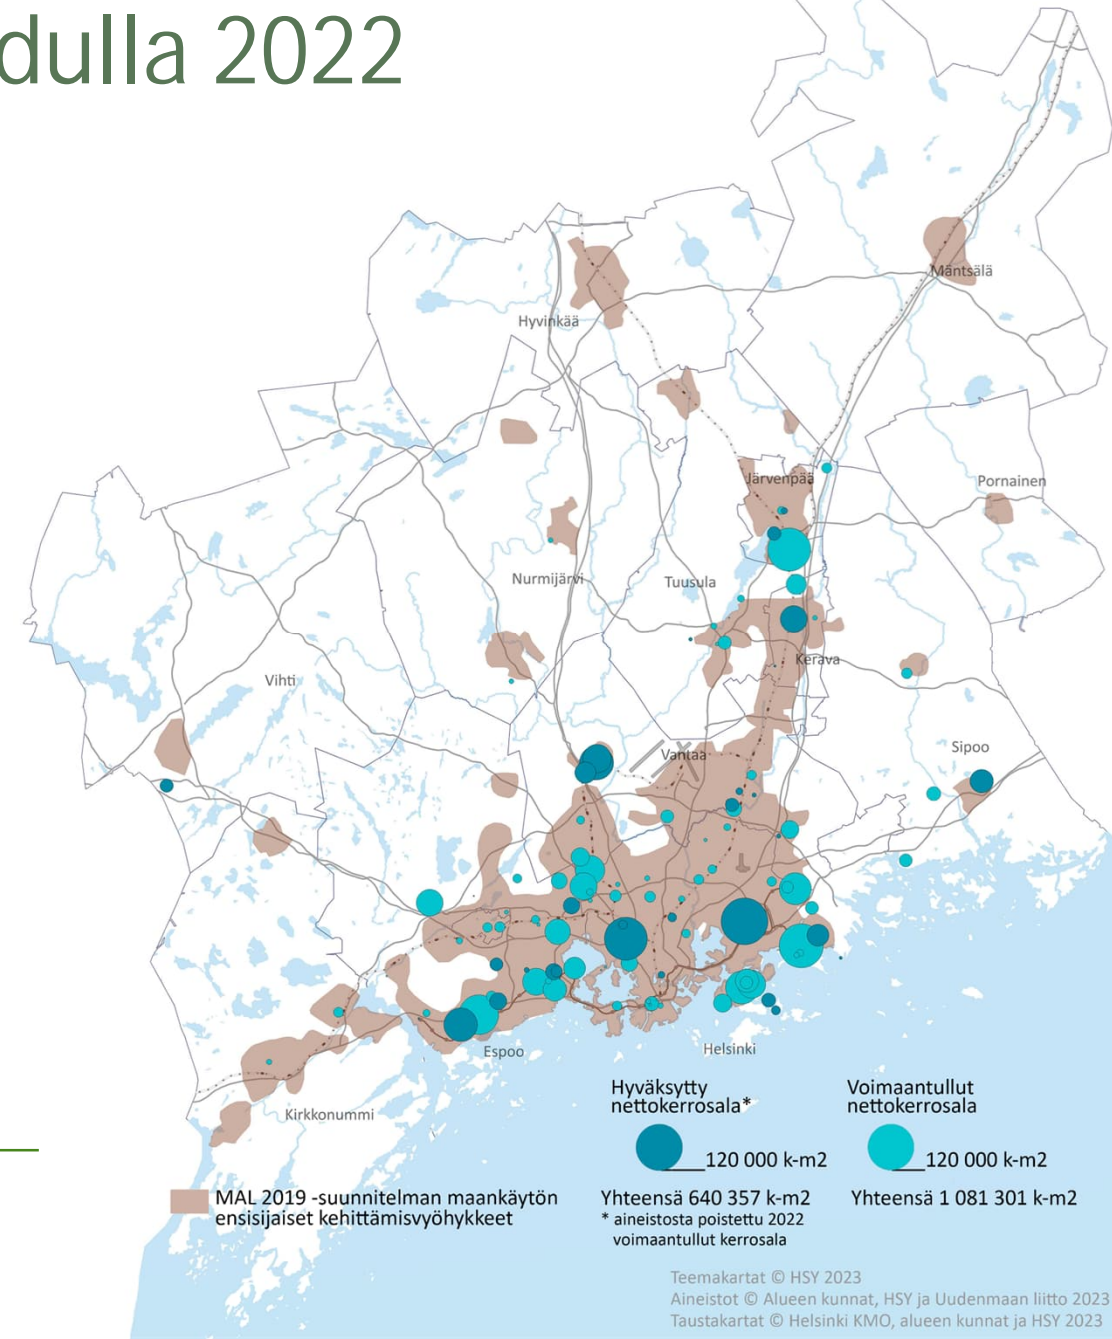 dulla 2022
Mäntsälä
Hyvinkää
Järvenpää
Pornainen
Nurmijärvi
Tuusula
Kerava
Vihti
Sipoo
Vantaa
Espoo
Helsinki
Kirkkonummi
Hyväksytty
nettokerrosala*
120 000 k-m2
Yhteensä 640 357 k-m2
* aineistosta poistettu 2022
voimaantullut kerrosala
Voimaantullut
nettokerrosala
120 000 k-m2
Yhteensä 1 081 301 k-m2
MAL 2019 -suunnitelman maankäytön
ensisijaiset kehittämisvyöhykkeet
Teemakartat © HSY 2023
Aineistot © Alueen kunnat, HSY ja Uudenmaan liitto 2023
Taustakartat © Helsinki KMO, alueen kunnat ja HSY 2023